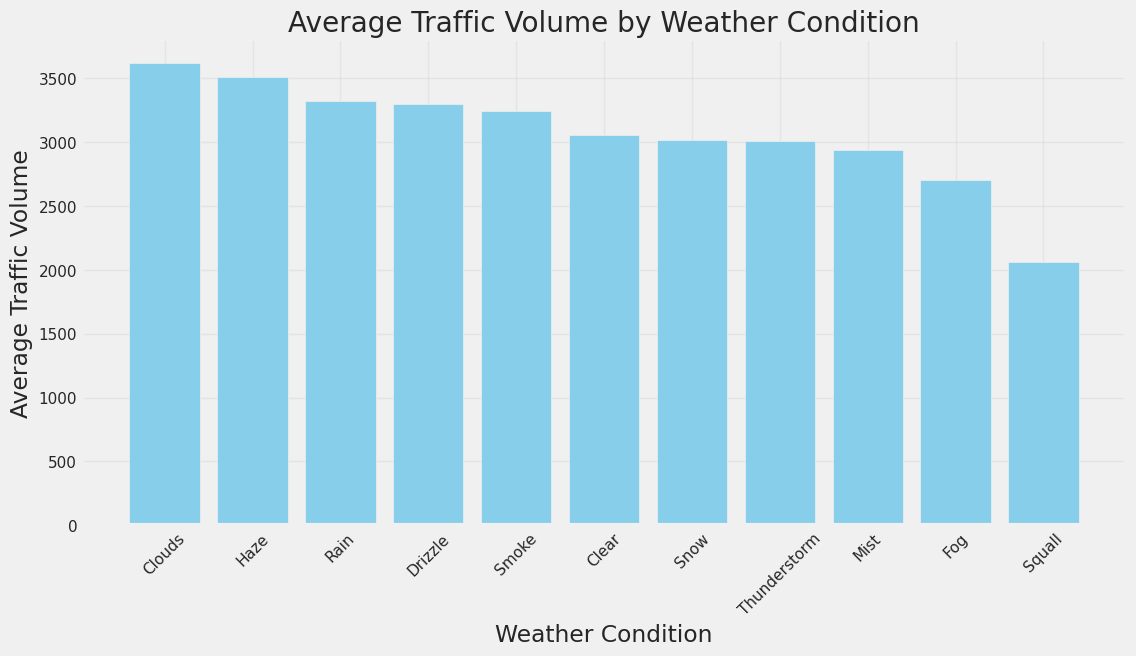 Average Traffic Volume by Weather Condition
Average Traffic Volume
3500
3000
2500
2000
1500
1000
500
0
Clouds
Haze
Rain
Drizzle
Smoke
Clear
Snow
Thunderstorm
Mist
Fog
Squall
Weather Condition